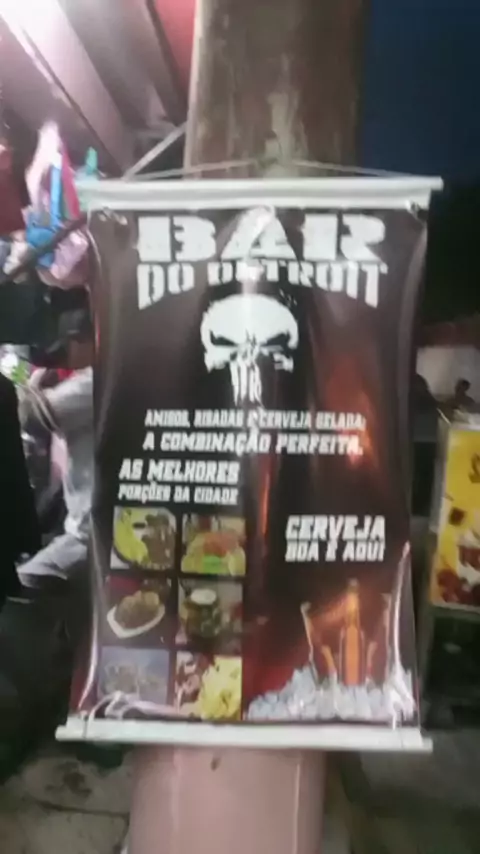 BAR
DO DETROIT
AMIGOS, RISADAS E CERVEJA GELADA:
A COMBINAÇÃO PERFEITA.
AS MELHORES
PORÇÕES DA CIDADE
CERVEJA
BOA É AQUI